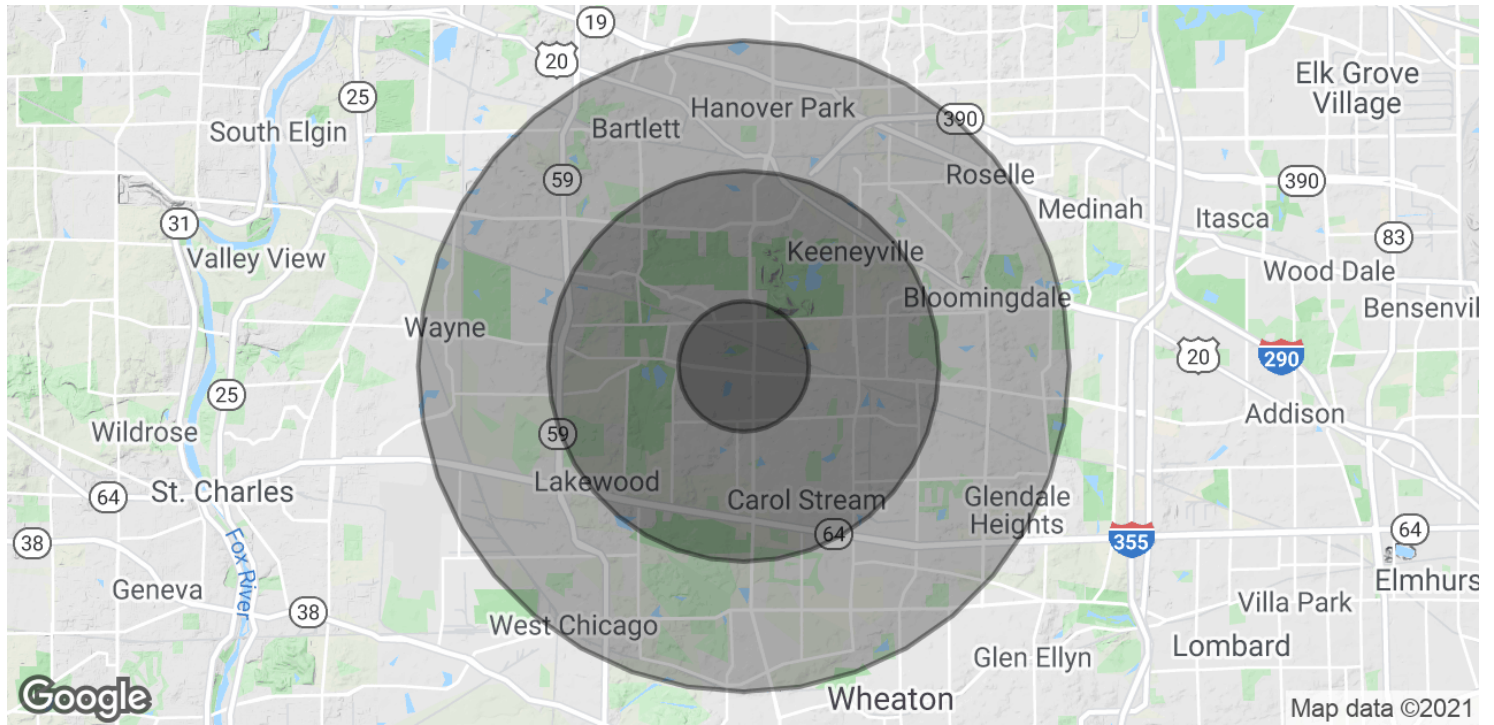 19
20
Elk Grove
Village
25
Hanover Park
390
South Elgin
Bartlett
59
Roselle
390
31
Medinah
Itasca
83
Valley View
Keeneyville
Wood Dale
Bloomingdale
Bensenvil
Wayne
20
290
25
Addison
Wildrose
59
Lakewood
St. Charles
64
Carol Stream
Glendale
Heights
64
355
64
38
Fox River
Elmhurs
Geneva
38
Villa Park
West Chicago
Lombard
Glen Ellyn
Wheaton
Google
Map data ©2021